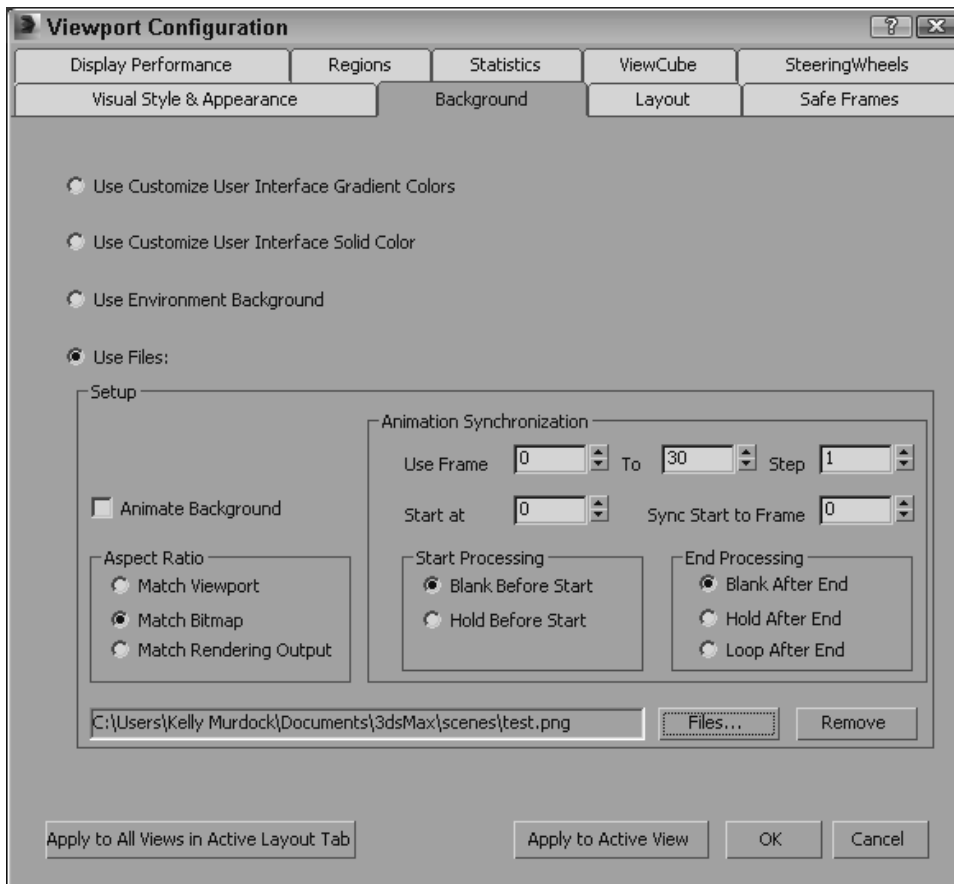 Viewport Configuration
Display Performance Regions Statistics ViewCube SteeringWheels
Visual Style & Appearance Background Layout Safe Frames
Use Customize User Interface Gradient Colors
Use Customize User Interface Solid Color
Use Environment Background
Use Files:
Setup
Animation Synchronization
Use Frame 0 To 30 Step 1
Animate Background
Start at 0 Sync Start to Frame 0
Aspect Ratio
Match Viewport
Match Bitmap
Match Rendering Output
Start Processing
Blank Before Start
Hold Before Start
End Processing
Blank After End
Hold After End
Loop After End
C:\Users\Kelly Murdock\Documents\3dsMax\scenes\test.png Files... Remove
Apply to All Views in Active Layout Tab Apply to Active View OK Cancel